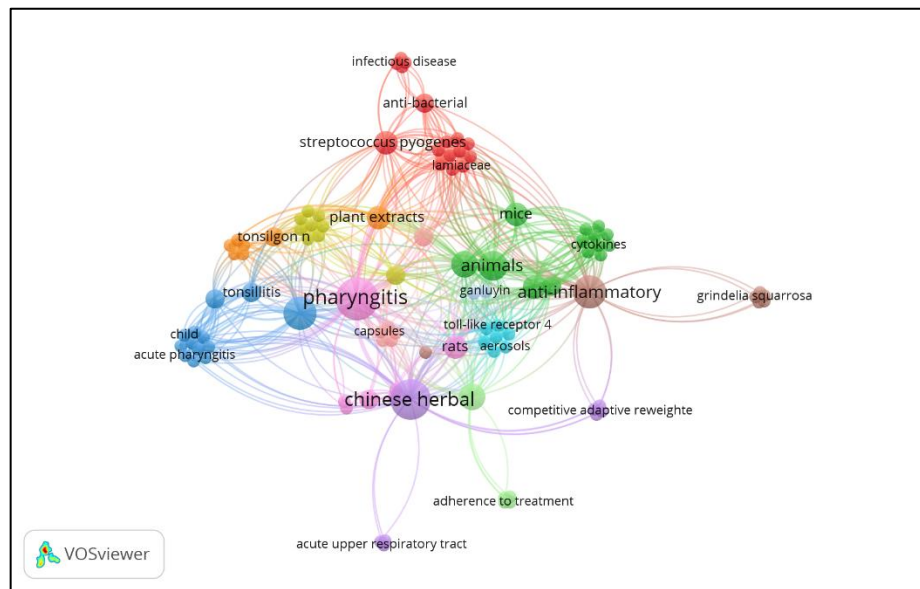 infectious disease
anti-bacterial
streptococcus pyogenes
lamiaceae
plant extracts
mice
tonsilgon n
cytokines
animals
tonsillitis
pharyngitis
ganluyin
anti-inflammatory
grindelia squarrosa
child
capsules
toll-like receptor 4
acute pharyngitis
rats
aerosols
chinese herbal
competitive adaptive reweighte
adherence to treatment
acute upper respiratory tract
VOSviewer